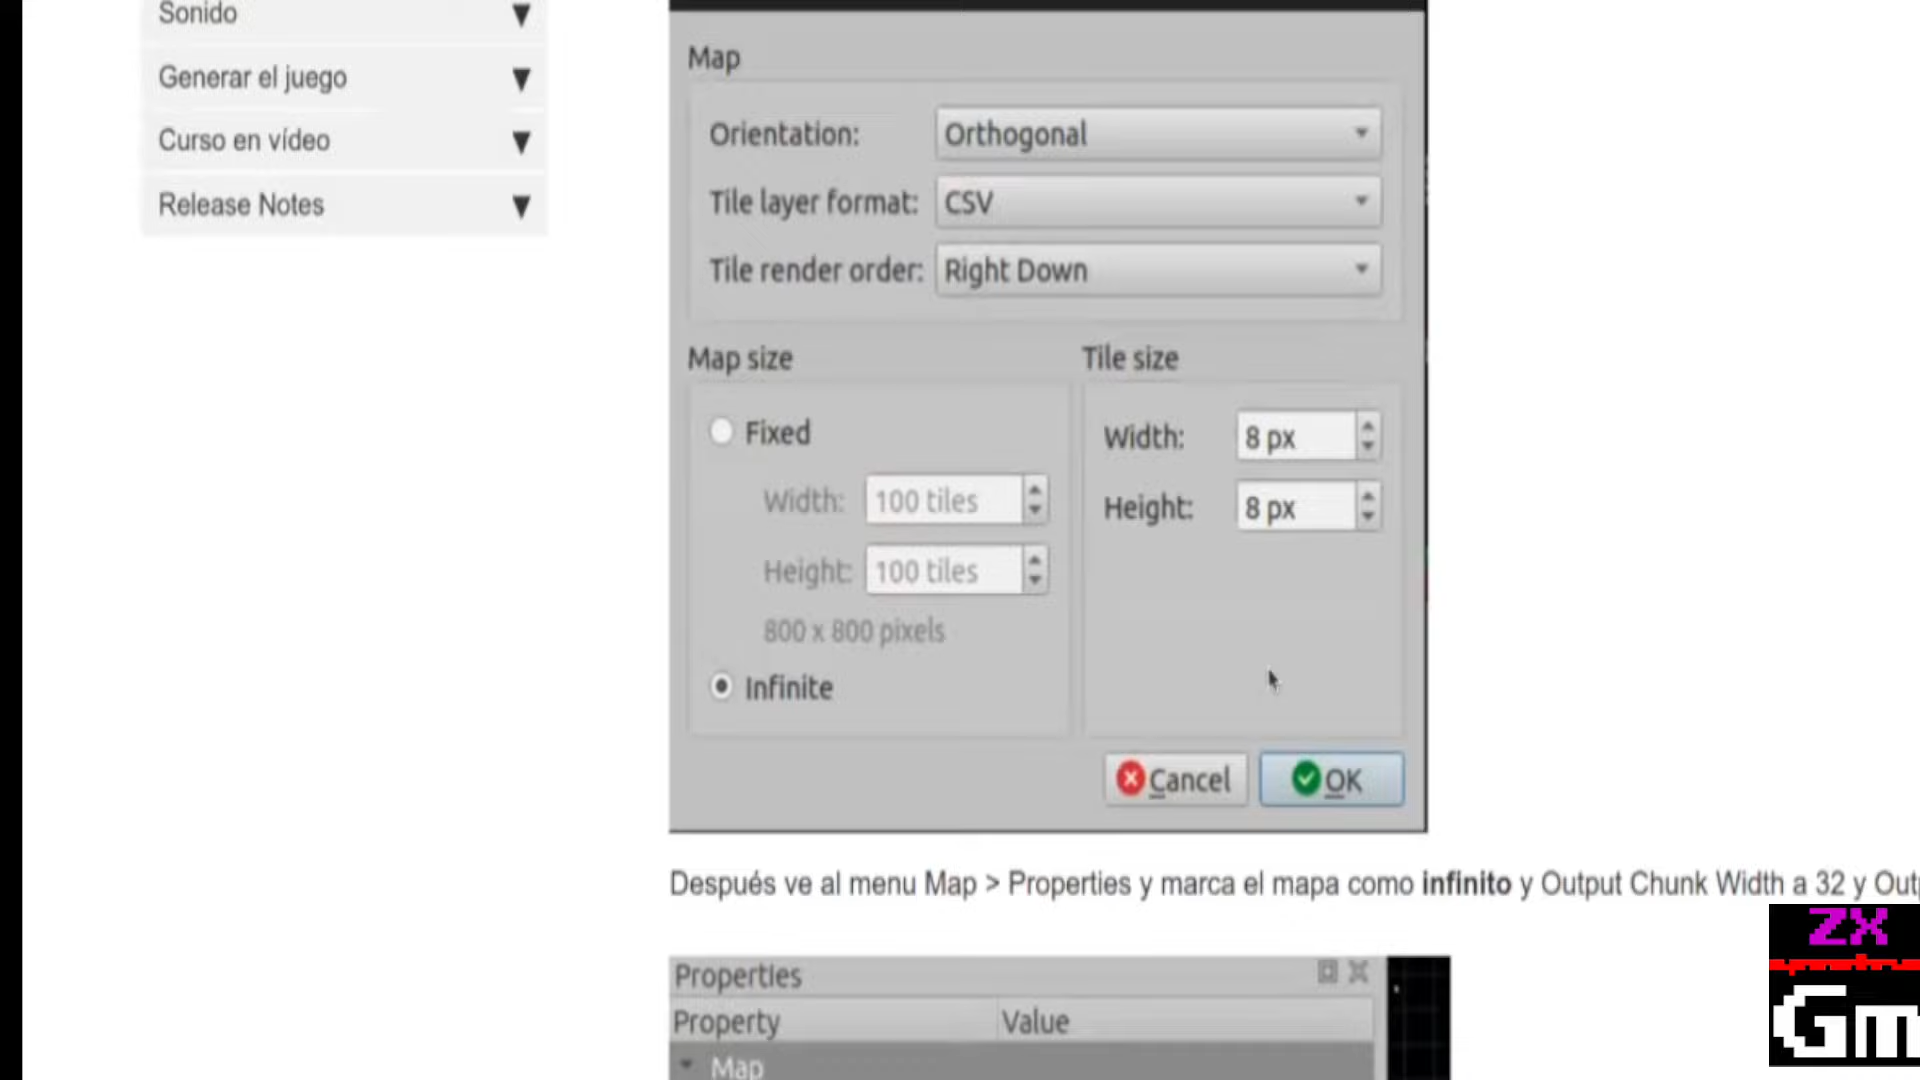 Sonido
Generar el juego
Curso en vídeo
Release Notes
Map
Orientation: Orthogonal
Tile layer format: CSV
Tile render order: Right Down
Map size
Fixed
Width: 100 tiles
Height: 100 tiles
800 x 800 pixels
Infinite
Tile size
Width: 8 px
Height: 8 px
Cancel OK
Después ve al menu Map > Properties y marca el mapa como infinito y Output Chunk Width a 32 y Outp
Properties
Property Value
Map
ZX
Gm